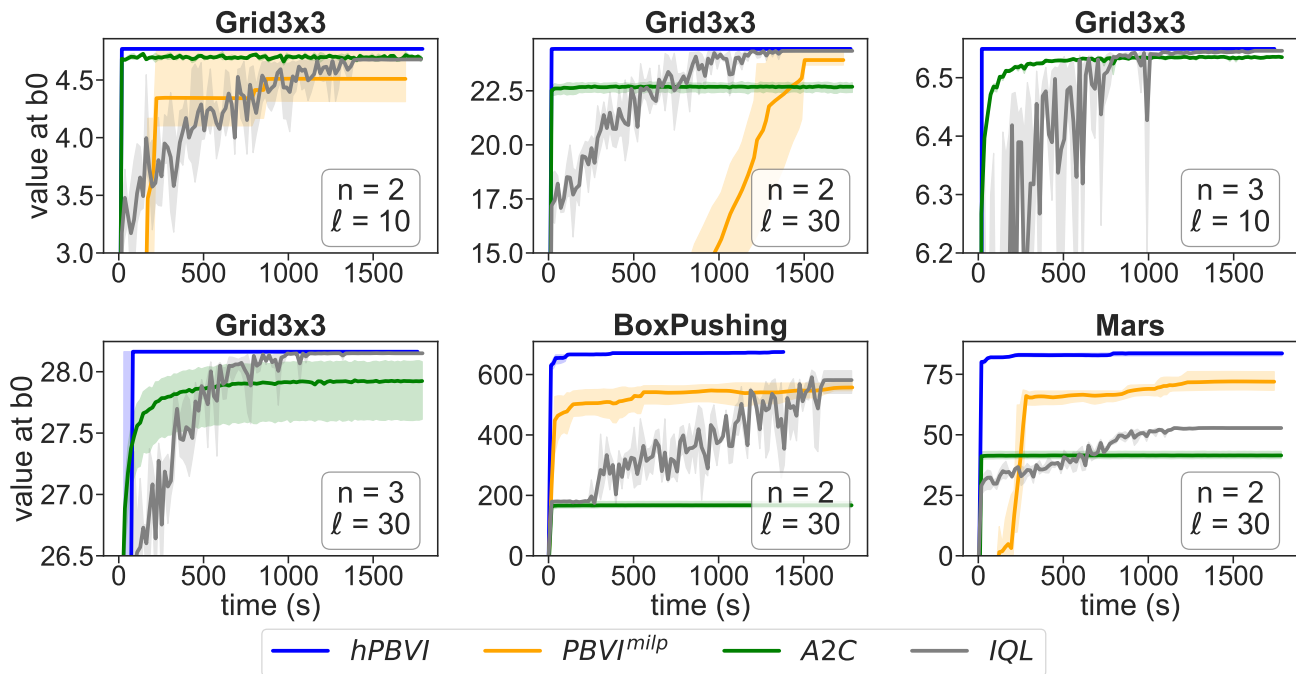 Grid3x3
Grid3x3
Grid3x3
value at b0
4.5
4.0
3.5
3.0
n = 2
ℓ = 10
0 500 1000 1500
22.5
20.0
17.5
15.0
n = 2
ℓ = 30
0 500 1000 1500
6.5
6.4
6.3
6.2
n = 3
ℓ = 10
0 500 1000 1500
Grid3x3
BoxPushing
Mars
value at b0
28.0
27.5
27.0
26.5
n = 3
ℓ = 30
0 500 1000 1500
time (s)
600
400
200
0
n = 2
ℓ = 30
0 500 1000 1500
time (s)
75
50
25
0
n = 2
ℓ = 30
0 500 1000 1500
time (s)
hPBVI PBVI^milp A2C IQL